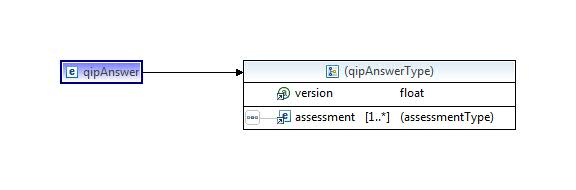 e qipAnswer
(qipAnswerType)
version float
e assessment [1..*] (assessmentType)